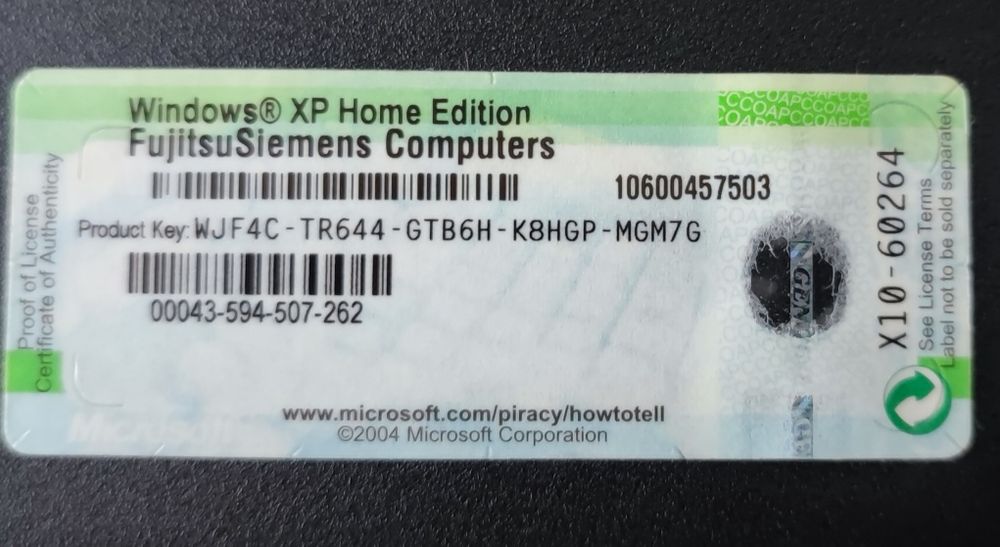 Windows® XP Home Edition
FujitsuSiemens Computers
10600457503
Product Key: WJF4C-TR644-GTB6H-K8HGP-MGM7G
00043-594-507-262
www.microsoft.com/piracy/howtotell
©2004 Microsoft Corporation
Proof of License
Certificate of Authenticity
X10-60264
See License Terms
Label not to be sold separately
Microsoft